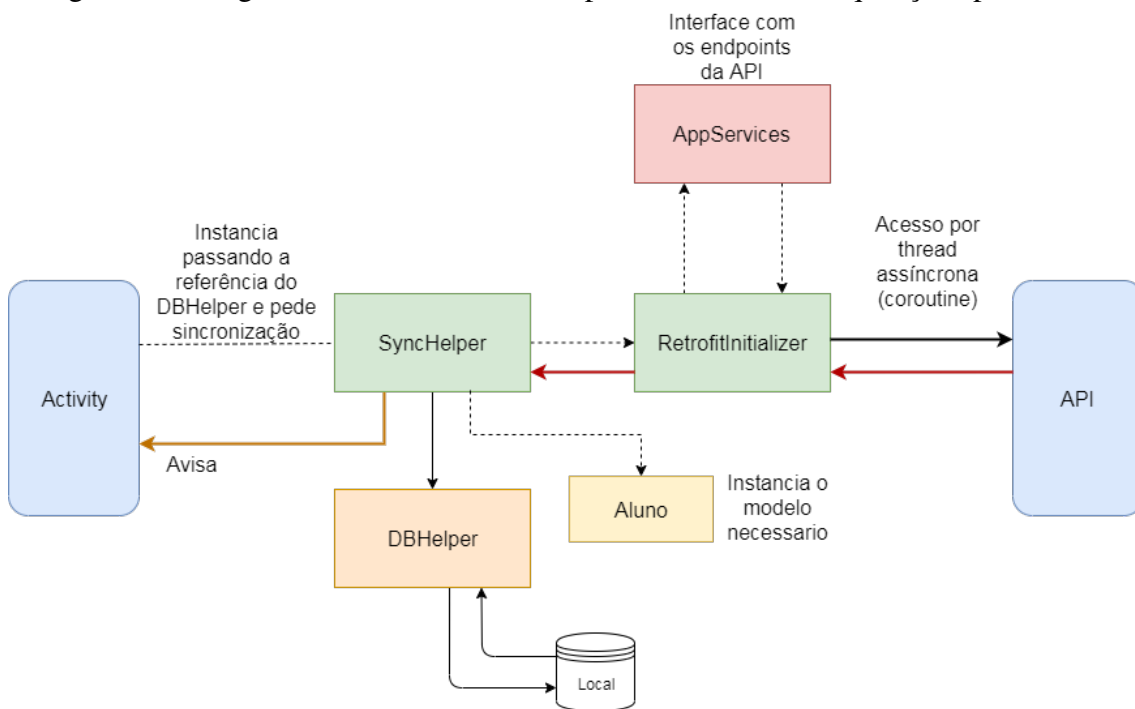 Interface com
os endpoints
da API
AppServices
Instancia
passando a
referência do
DBHelper e pede
sincronização
Acesso por
thread
assíncrona
(coroutine)
SyncHelper
RetrofitInitializer
Activity
API
Avisa
Aluno
Instancia o
modelo
necessario
DBHelper
Local